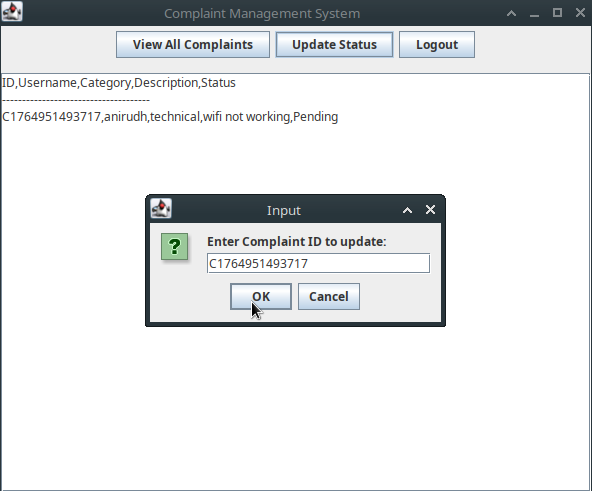 Complaint Management System
View All Complaints Update Status Logout
ID,Username,Category,Description,Status
------------------------------------
C1764951493717,anirudh,technical,wifi not working,Pending
Input
?
Enter Complaint ID to update:
C1764951493717
OK Cancel